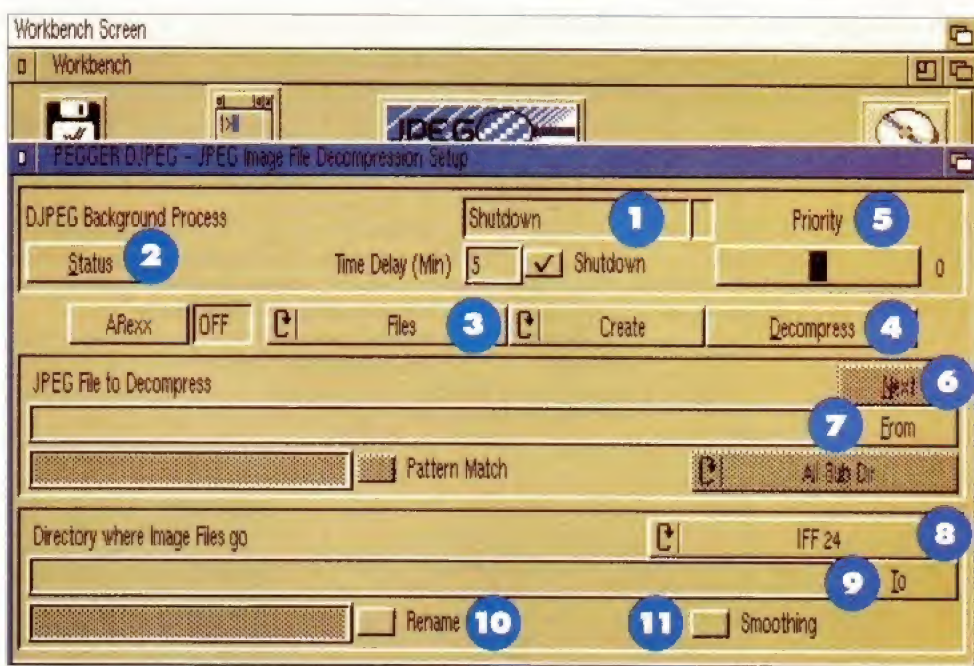 Workbench Screen
Workbench
1>
JPEG
PEGGER DJPEG - JPEG Image File Decompression Setup
DJPEG Background Process Shutdown 1 Priority 5
Status 2 Time Delay (Min) 5 Shutdown 0
ARexx OFF Files 3 Create Decompress 4
JPEG File to Decompress Next 6
7 From
Pattern Match All Sub Dir
Directory where Image Files go IFF 24 8
9 To
Rename 10 11 Smoothing